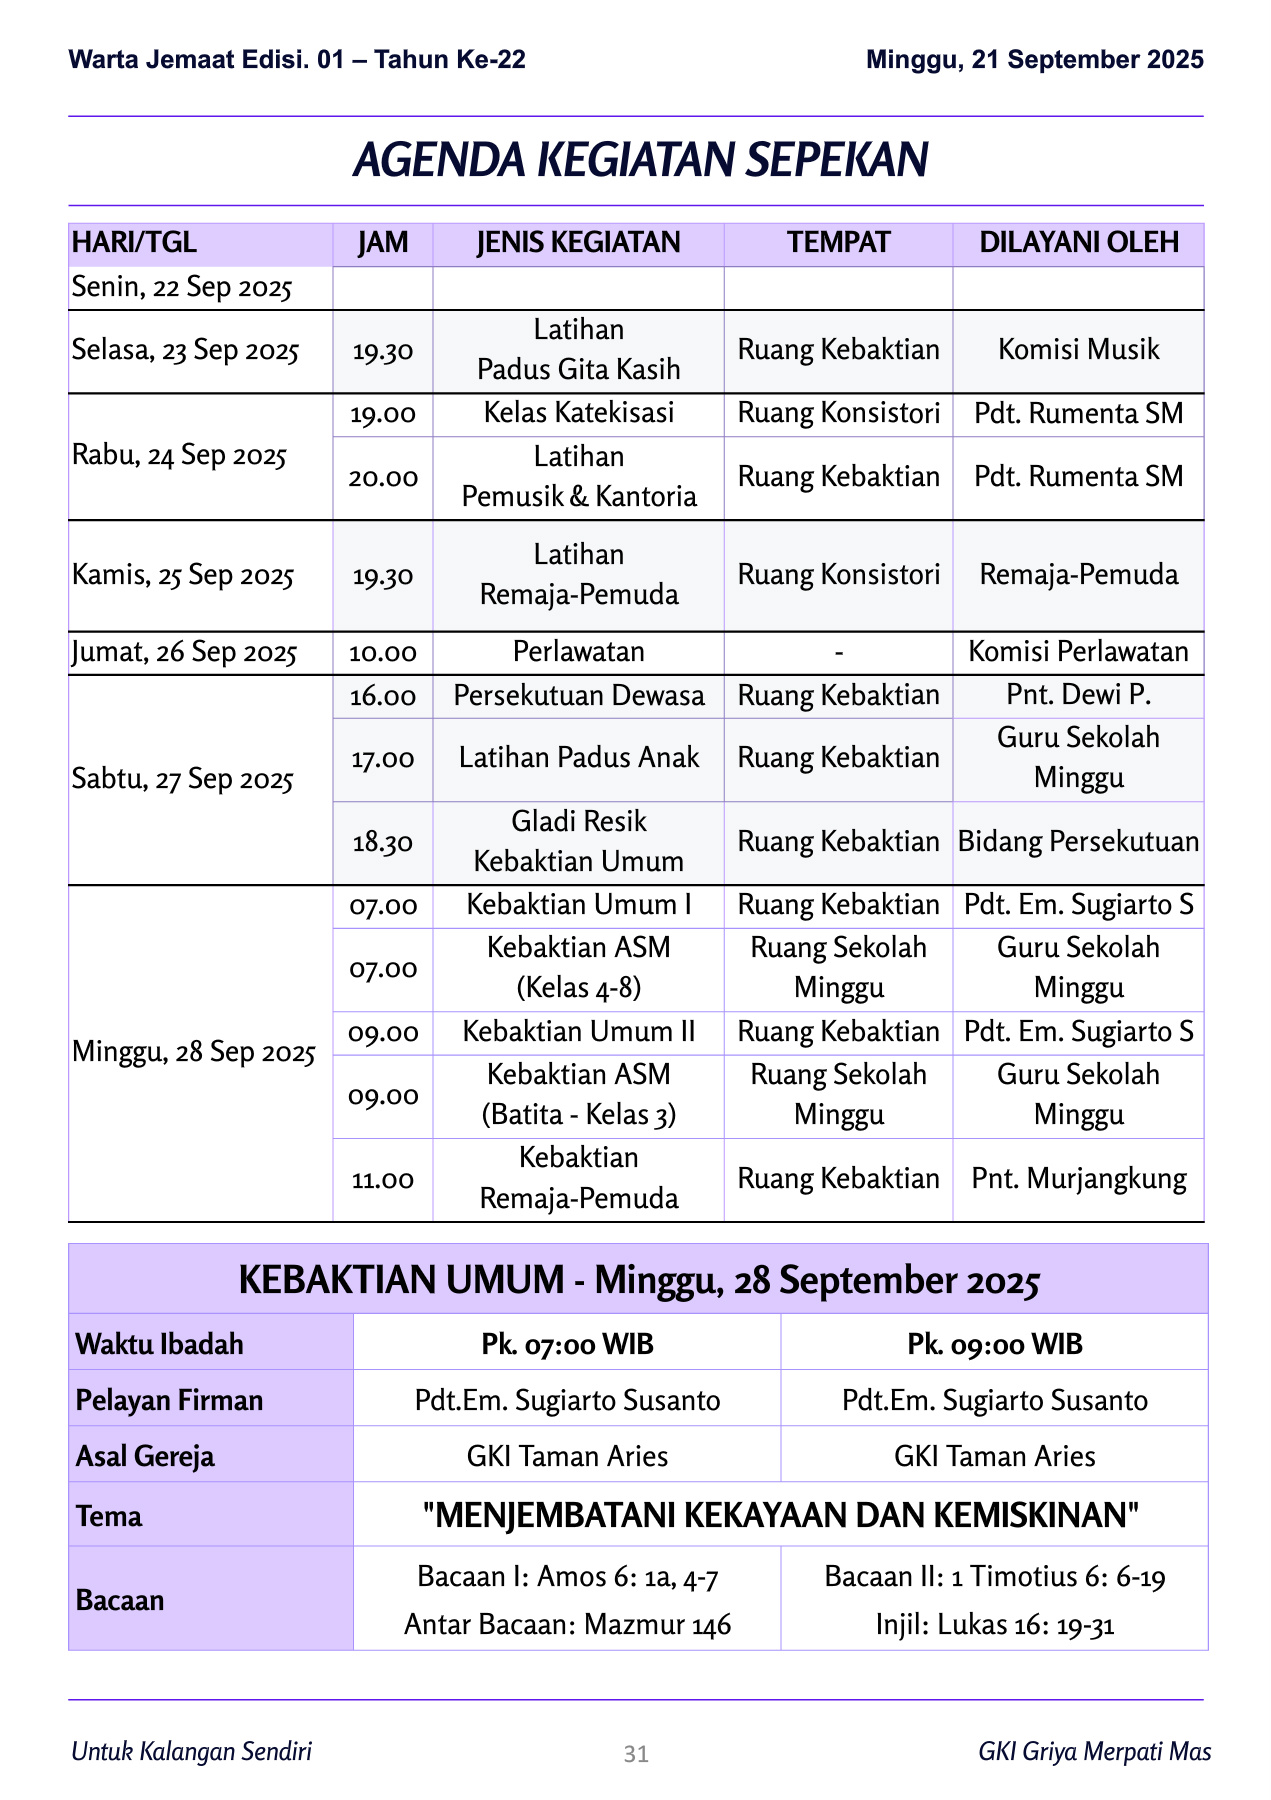 Warta Jemaat Edisi. 01 – Tahun Ke-22 Minggu, 21 September 2025
AGENDA KEGIATAN SEPEKAN
HARI/TGL JAM JENIS KEGIATAN TEMPAT DILAYANI OLEH
Senin, 22 Sep 2025
Selasa, 23 Sep 2025 19.30 Latihan Padus Gita Kasih Ruang Kebaktian Komisi Musik
Rabu, 24 Sep 2025 19.00 Kelas Katekisasi Ruang Konsistori Pdt. Rumenta SM
20.00 Latihan Pemusik & Kantoria Ruang Kebaktian Pdt. Rumenta SM
Kamis, 25 Sep 2025 19.30 Latihan Remaja-Pemuda Ruang Konsistori Remaja-Pemuda
Jumat, 26 Sep 2025 10.00 Perlawatan - Komisi Perlawatan
Sabtu, 27 Sep 2025 16.00 Persekutuan Dewasa Ruang Kebaktian Pnt. Dewi P.
17.00 Latihan Padus Anak Ruang Kebaktian Guru Sekolah Minggu
18.30 Gladi Resik Kebaktian Umum Ruang Kebaktian Bidang Persekutuan
Minggu, 28 Sep 2025 07.00 Kebaktian Umum I Ruang Kebaktian Pdt. Em. Sugiarto S
07.00 Kebaktian ASM (Kelas 4-8) Ruang Sekolah Minggu Guru Sekolah Minggu
09.00 Kebaktian Umum II Ruang Kebaktian Pdt. Em. Sugiarto S
09.00 Kebaktian ASM (Batita - Kelas 3) Ruang Sekolah Minggu Guru Sekolah Minggu
11.00 Kebaktian Remaja-Pemuda Ruang Kebaktian Pnt. Murjangkung
KEBAKTIAN UMUM - Minggu, 28 September 2025
Waktu Ibadah Pk. 07:00 WIB Pk. 09:00 WIB
Pelayan Firman Pdt.Em. Sugiarto Susanto Pdt.Em. Sugiarto Susanto
Asal Gereja GKI Taman Aries GKI Taman Aries
Tema "MENJEMBATANI KEKAYAAN DAN KEMISKINAN"
Bacaan Bacaan I: Amos 6: 1a, 4-7 Bacaan II: 1 Timotius 6: 6-19
Antar Bacaan: Mazmur 146 Injil: Lukas 16: 19-31
Untuk Kalangan Sendiri 31 GKI Griya Merpati Mas